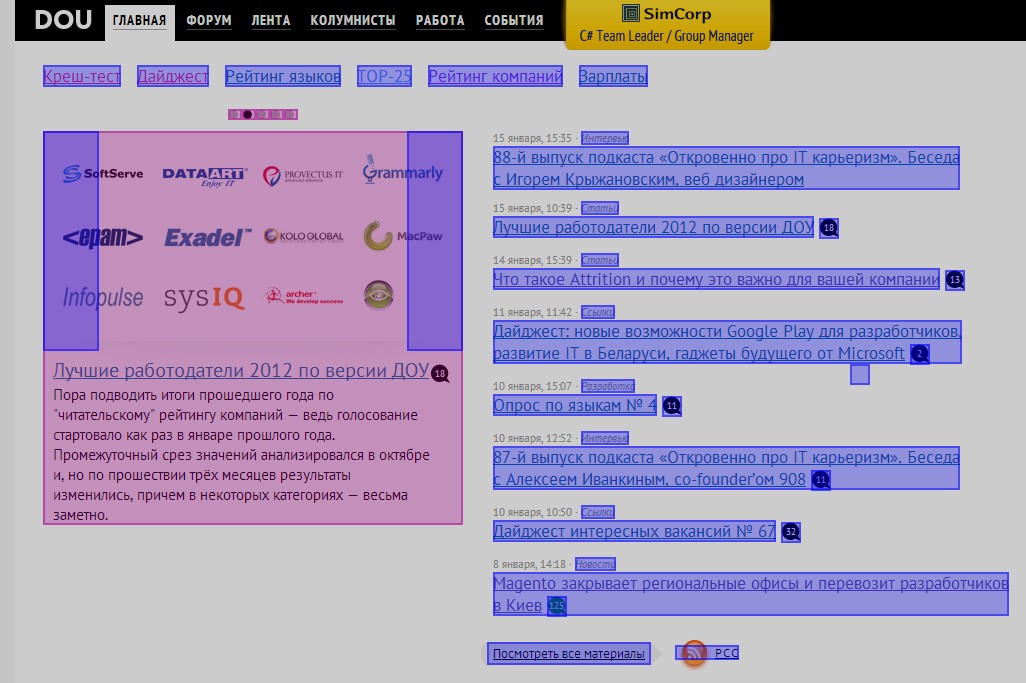 DOU ГЛАВНАЯ ФОРУМ ЛЕНТА КОЛУМНИСТЫ РАБОТА СОБЫТИЯ
SimCorp
C# Team Leader / Group Manager
Креш-тест Дайджест Рейтинг языков TOP-25 Рейтинг компаний Зарплаты
SoftServe DATAART Enjoy IT PROVECTUS IT Grammarly
<epam> Exadel KOLO GLOBAL MacPaw
Infopulse sysIQ archer We develop success
Лучшие работодатели 2012 по версии ДОУ 18
Пора подводить итоги прошедшего года по
"читательскому" рейтингу компаний — ведь голосование
стартовало как раз в январе прошлого года.
Промежуточный срез значений анализировался в октябре
и, но по прошествии трёх месяцев результаты
изменились, причем в некоторых категориях — весьма
заметно.
15 января, 15:35 · Интервью
88-й выпуск подкаста «Откровенно про IT карьеризм». Беседа
с Игорем Крыжановским, веб дизайнером
15 января, 10:39 · Статьи
Лучшие работодатели 2012 по версии ДОУ 18
14 января, 15:39 · Статьи
Что такое Attrition и почему это важно для вашей компании 13
11 января, 11:42 · Ссылки
Дайджест: новые возможности Google Play для разработчиков,
развитие IT в Беларуси, гаджеты будущего от Microsoft 2
10 января, 15:07 · Разработка
Опрос по языкам № 4 11
10 января, 12:52 · Интервью
87-й выпуск подкаста «Откровенно про IT карьеризм». Беседа
с Алексеем Иванкиным, co-founder'ом 908 11
10 января, 10:50 · Ссылки
Дайджест интересных вакансий № 67 32
8 января, 14:18 · Новости
Magento закрывает региональные офисы и перевозит разработчиков
в Киев 125
Посмотреть все материалы РСС